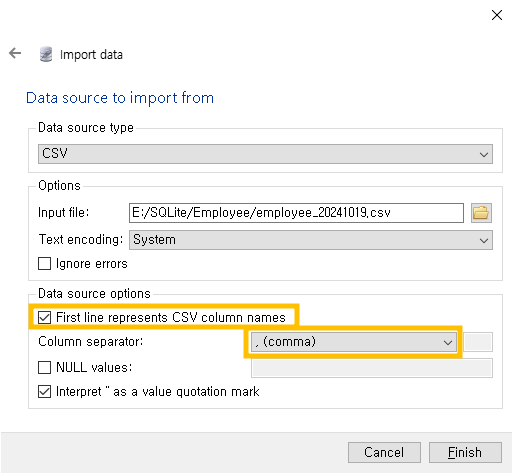 Import data
Data source to import from
Data source type
CSV
Options
Input file: E:/SQLite/Employee/employee_20241019.csv
Text encoding: System
Ignore errors
Data source options
First line represents CSV column names
Column separator: , (comma)
NULL values:
Interpret " as a value quotation mark
Cancel Finish